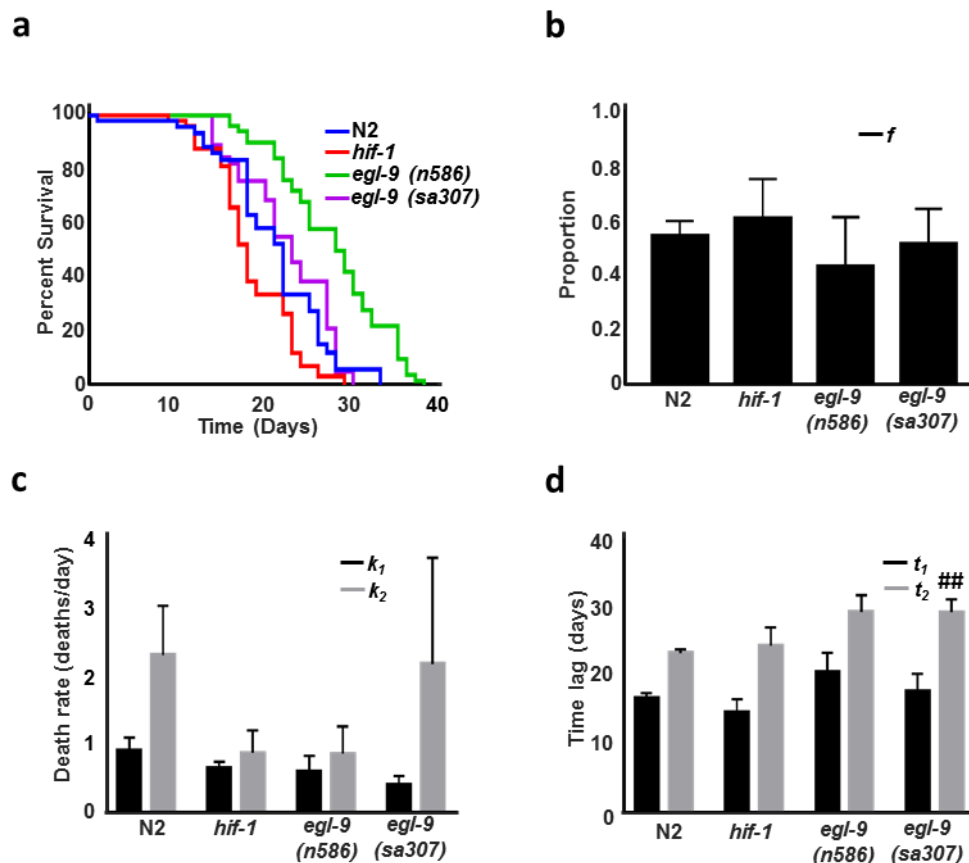 a
100
80
60
40
20
0
Percent Survival
0 10 20 30 40
Time (Days)
N2
hif-1
egl-9 (n586)
egl-9 (sa307)
b
1.0
0.8
0.6
0.4
0.2
0
Proportion
f
N2 hif-1 egl-9 (n586) egl-9 (sa307)
c
4
3
2
1
0
Death rate (deaths/day)
k1
k2
N2 hif-1 egl-9 (n586) egl-9 (sa307)
d
40
30
20
10
0
Time lag (days)
t1
t2
##
N2 hif-1 egl-9 (n586) egl-9 (sa307)